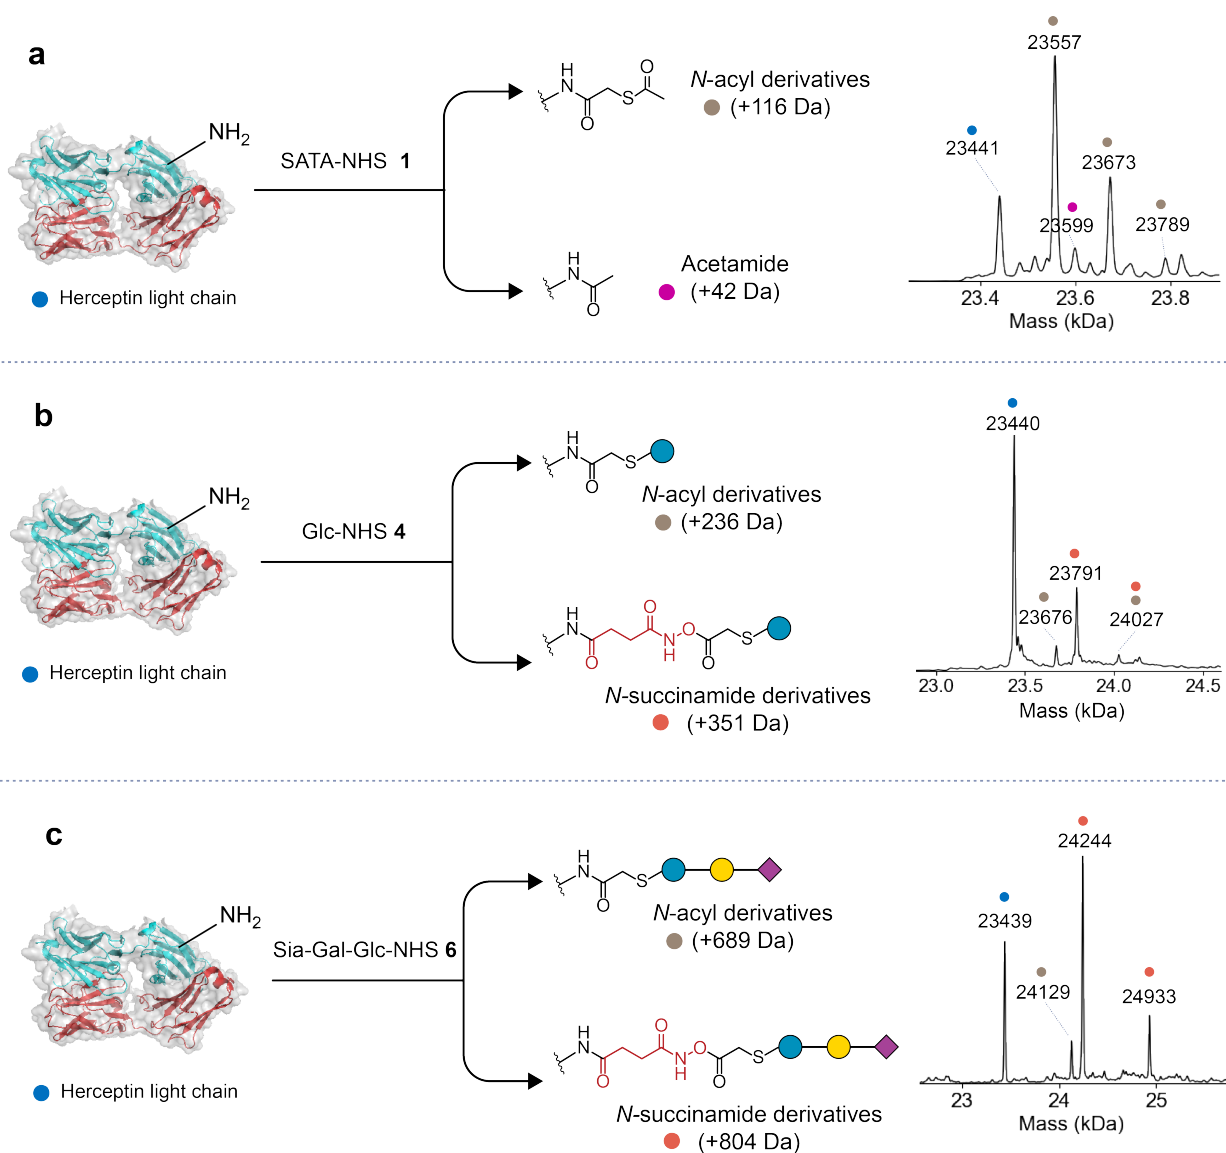 a
NH2
SATA-NHS 1
Herceptin light chain
H
N
O
S
O
N-acyl derivatives
(+116 Da)
H
N
O
Acetamide
(+42 Da)
23557
23441
23673
23599
23789
23.4 23.6 23.8
Mass (kDa)
b
NH2
Glc-NHS 4
Herceptin light chain
H
N
O
S
N-acyl derivatives
(+236 Da)
H
N
O
O
N
H
O
O
S
N-succinamide derivatives
(+351 Da)
23440
23791
23676
24027
23.0 23.5 24.0 24.5
Mass (kDa)
c
NH2
Sia-Gal-Glc-NHS 6
Herceptin light chain
H
N
O
S
N-acyl derivatives
(+689 Da)
H
N
O
O
N
H
O
O
S
N-succinamide derivatives
(+804 Da)
24244
23439
24129
24933
23 24 25
Mass (kDa)